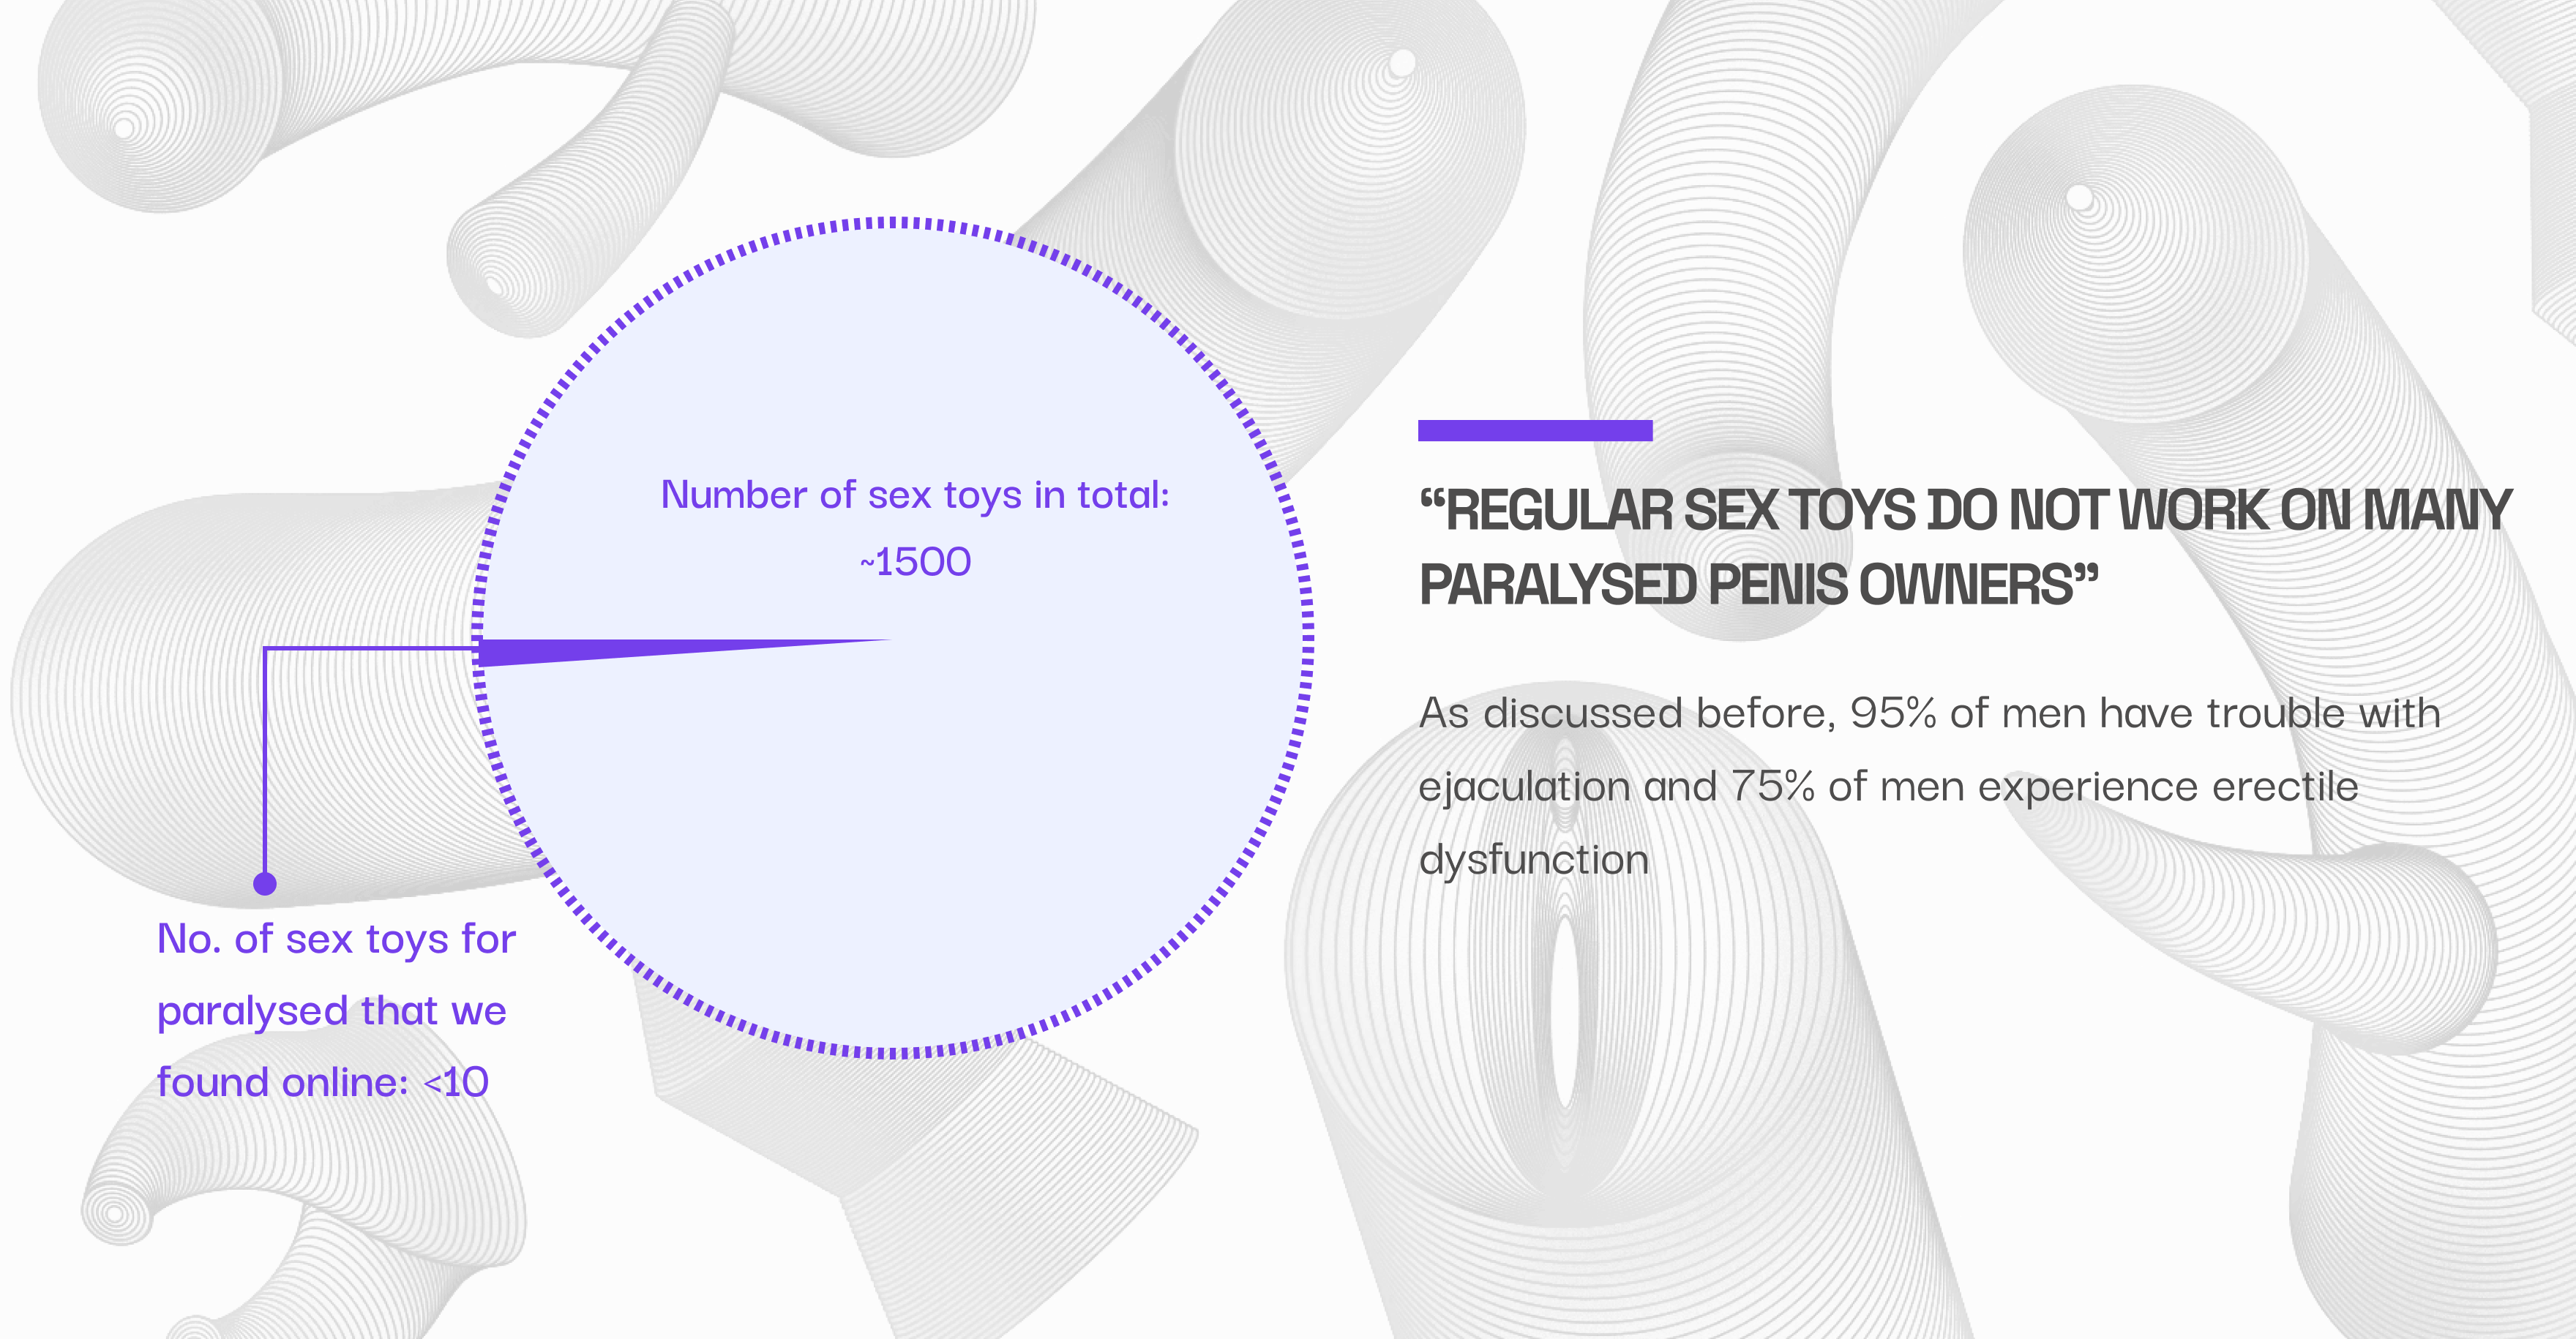 Number of sex toys in total:
~1500
No. of sex toys for
paralysed that we
found online: <10
“REGULAR SEX TOYS DO NOT WORK ON MANY
PARALYSED PENIS OWNERS”
As discussed before, 95% of men have trouble with
ejaculation and 75% of men experience erectile
dysfunction